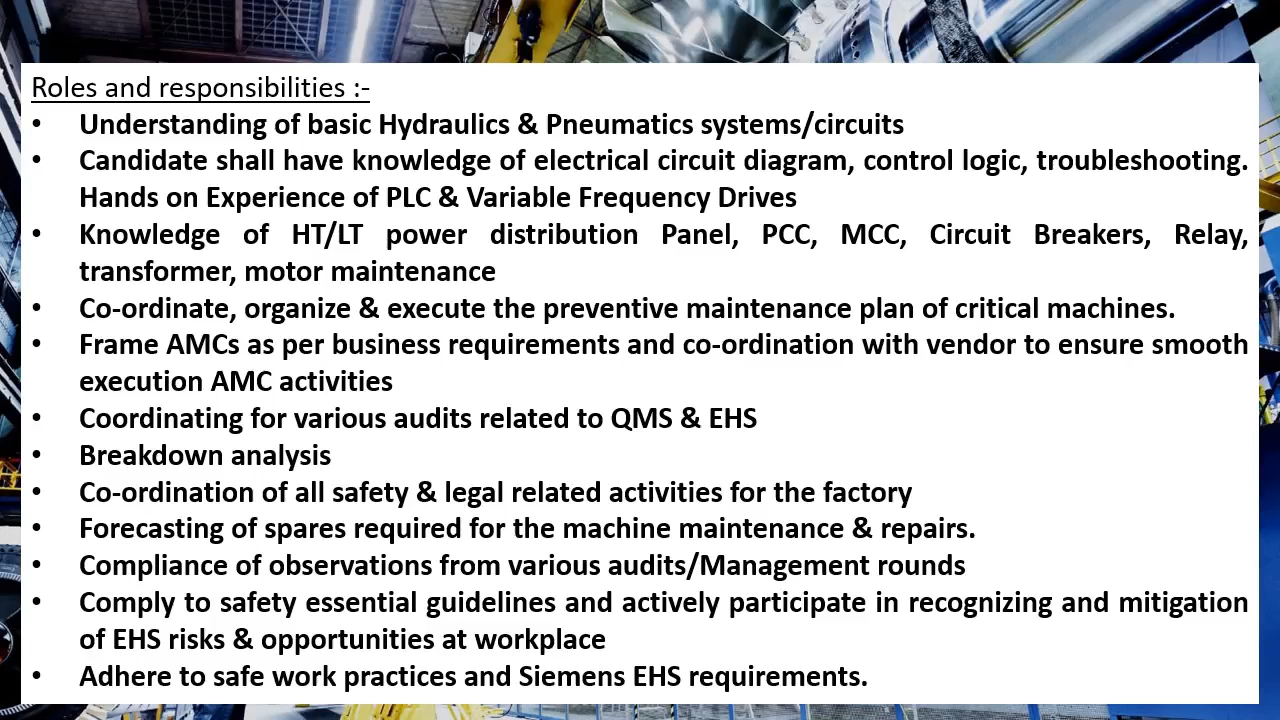 Roles and responsibilities :-
• Understanding of basic Hydraulics & Pneumatics systems/circuits
• Candidate shall have knowledge of electrical circuit diagram, control logic, troubleshooting.
Hands on Experience of PLC & Variable Frequency Drives
• Knowledge of HT/LT power distribution Panel, PCC, MCC, Circuit Breakers, Relay,
transformer, motor maintenance
• Co-ordinate, organize & execute the preventive maintenance plan of critical machines.
• Frame AMCs as per business requirements and co-ordination with vendor to ensure smooth
execution AMC activities
• Coordinating for various audits related to QMS & EHS
• Breakdown analysis
• Co-ordination of all safety & legal related activities for the factory
• Forecasting of spares required for the machine maintenance & repairs.
• Compliance of observations from various audits/Management rounds
• Comply to safety essential guidelines and actively participate in recognizing and mitigation
of EHS risks & opportunities at workplace
• Adhere to safe work practices and Siemens EHS requirements.